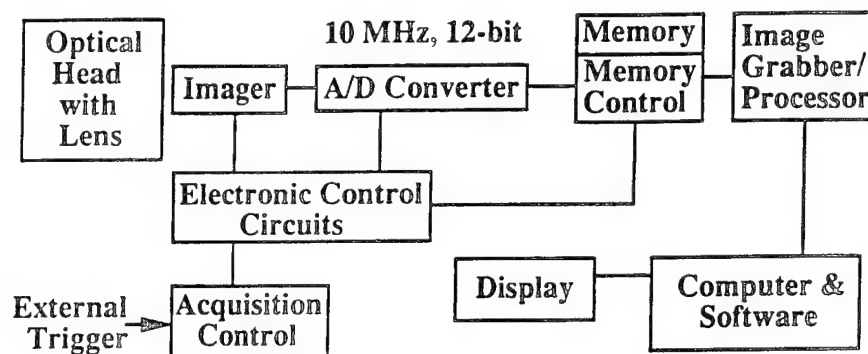 Optical
Head
with
Lens
10 MHz, 12-bit
Imager
A/D Converter
Memory
Memory
Control
Image
Grabber/
Processor
Electronic Control
Circuits
External
Trigger
Acquisition
Control
Display
Computer &
Software